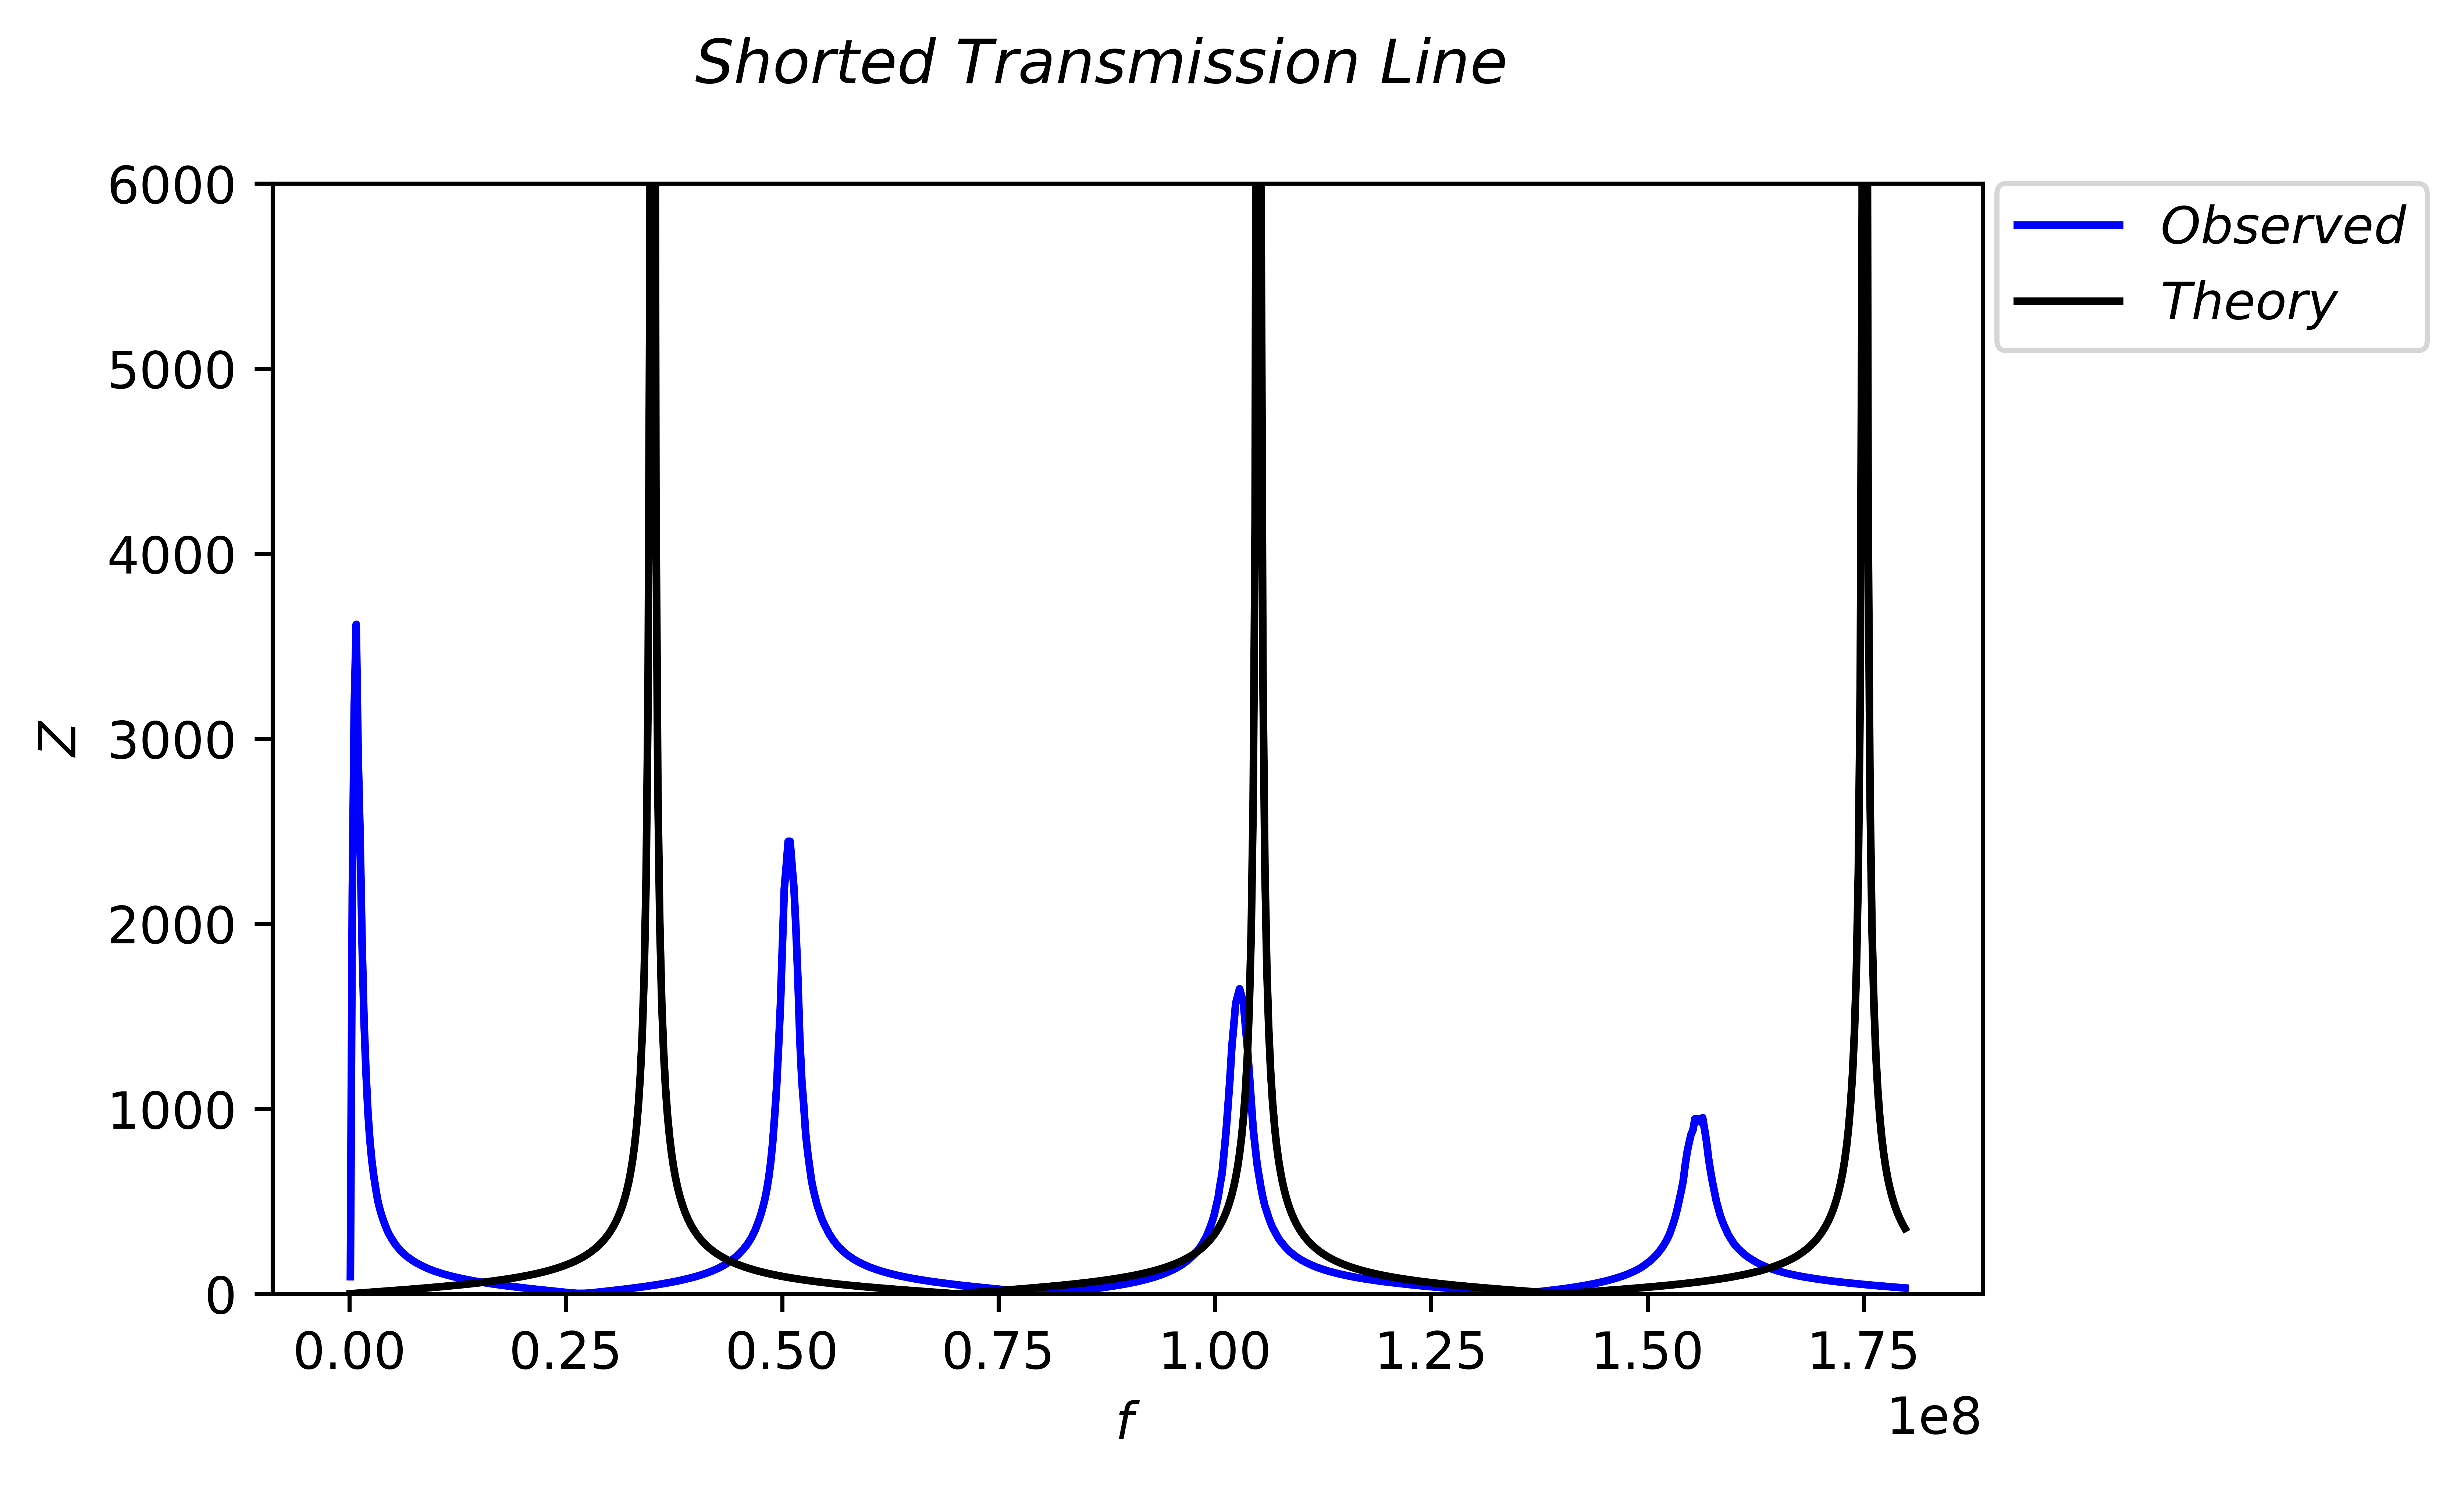 Shorted Transmission Line
6000
5000
4000
3000
2000
1000
0
Z
0.00 0.25 0.50 0.75 1.00 1.25 1.50 1.75
1e8
f
Observed
Theory